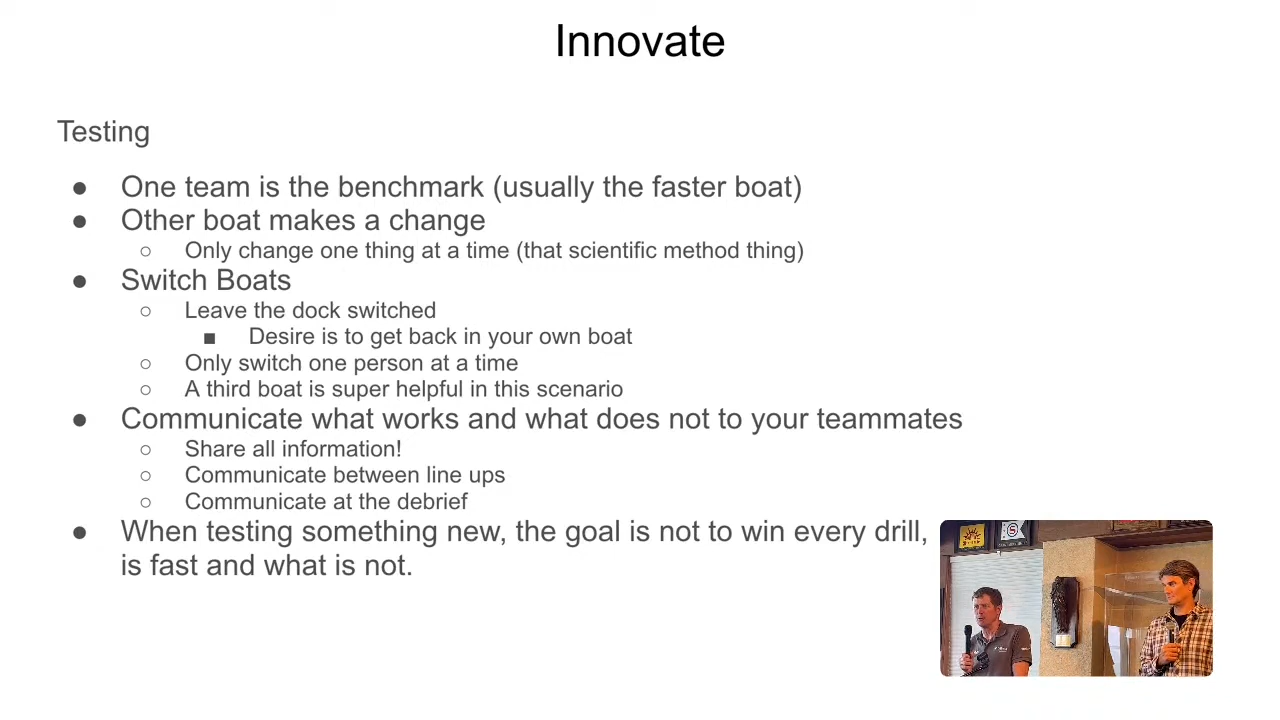 Innovate
Testing
● One team is the benchmark (usually the faster boat)
● Other boat makes a change
○ Only change one thing at a time (that scientific method thing)
● Switch Boats
○ Leave the dock switched
■ Desire is to get back in your own boat
○ Only switch one person at a time
○ A third boat is super helpful in this scenario
● Communicate what works and what does not to your teammates
○ Share all information!
○ Communicate between line ups
○ Communicate at the debrief
● When testing something new, the goal is not to win every drill,
is fast and what is not.